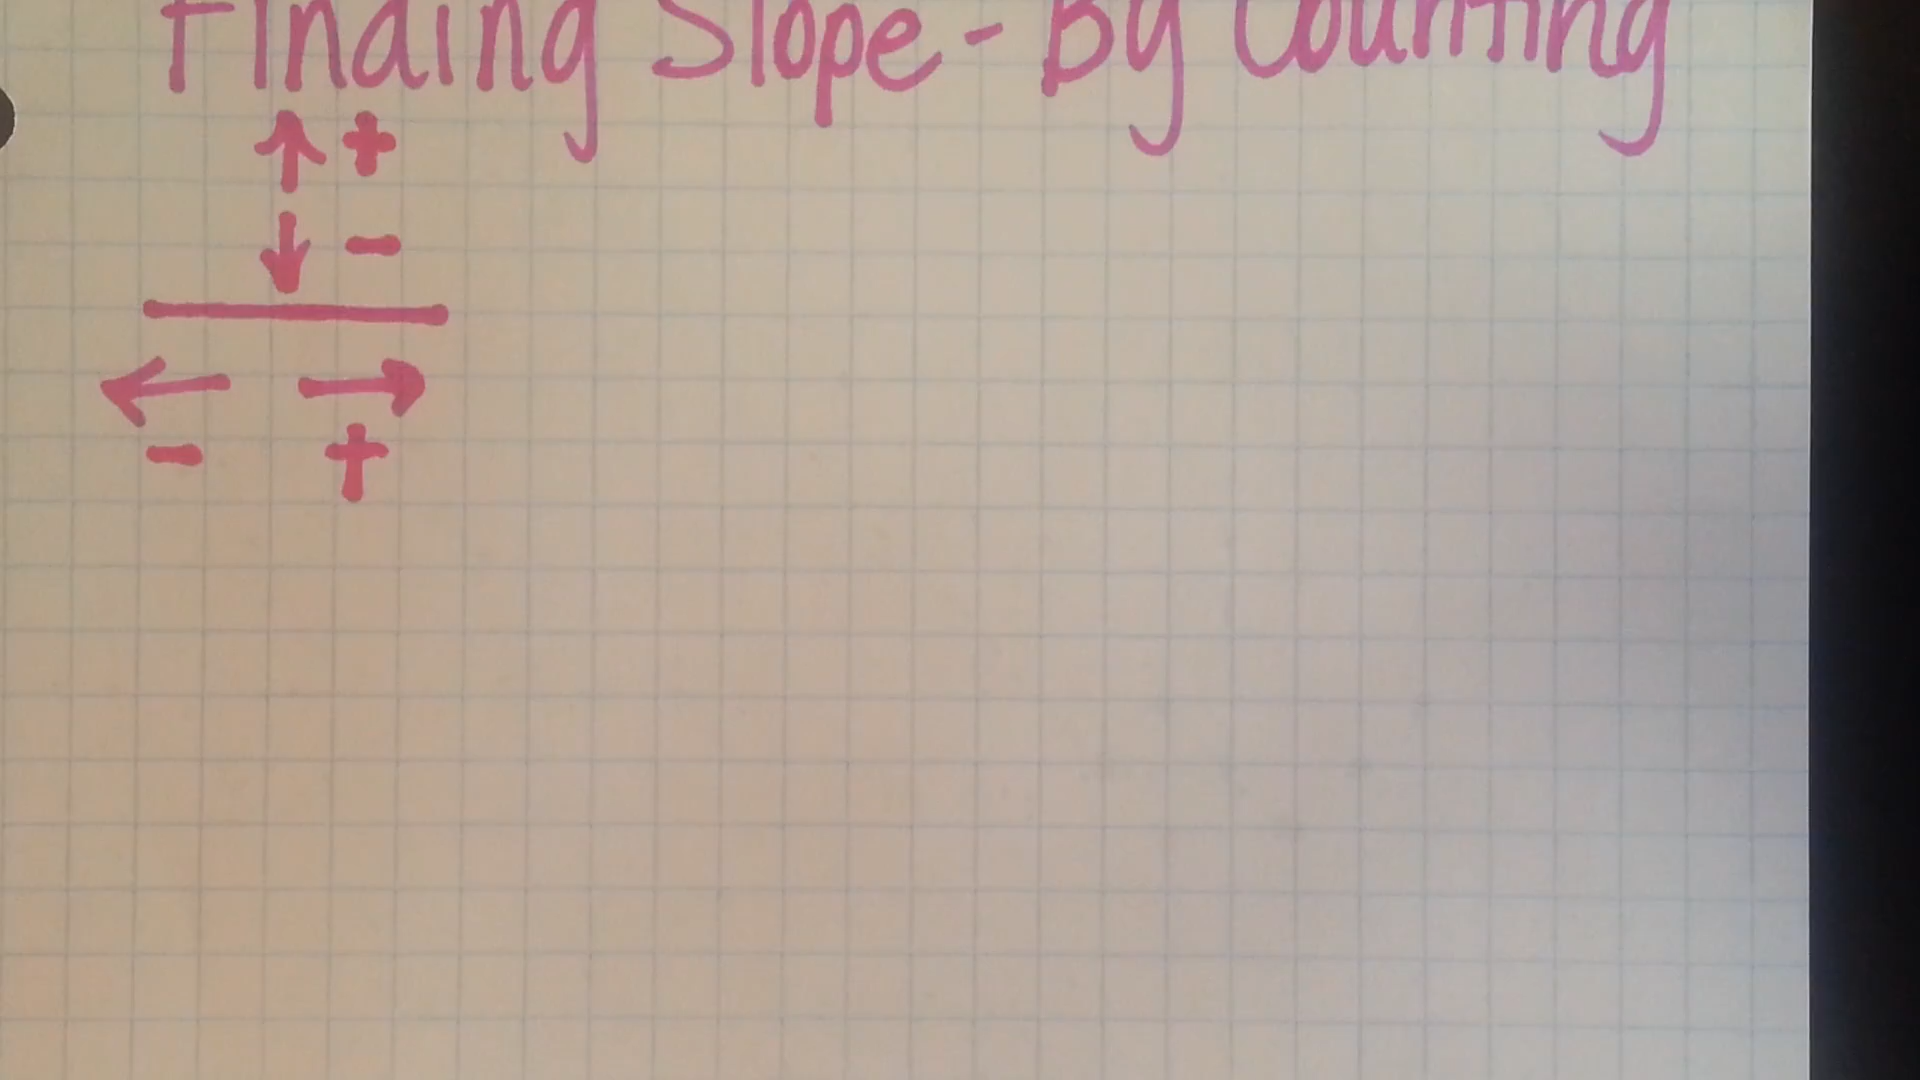 Finding Slope - By Counting
↑ +
↓ -
← →
- +